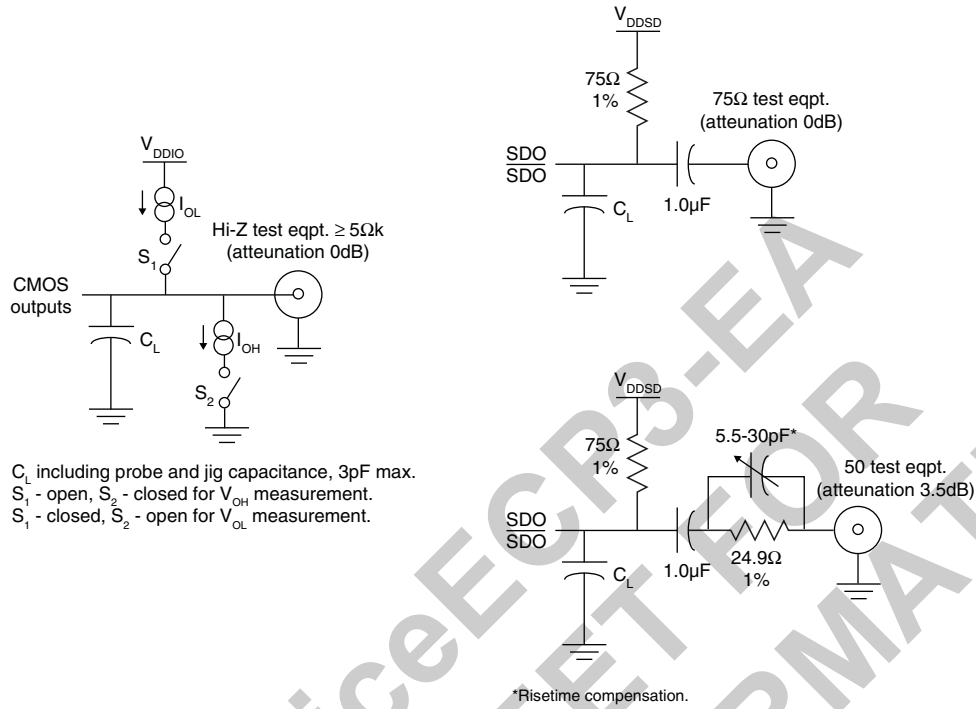 V_DDIO
I_OL
S_1
Hi-Z test eqpt. ≥ 5Ωk
(atteunation 0dB)
CMOS
outputs
C_L
I_OH
S_2
C_L including probe and jig capacitance, 3pF max.
S_1 - open, S_2 - closed for V_OH measurement.
S_1 - closed, S_2 - open for V_OL measurement.
V_DDSD
75Ω
1%
75Ω test eqpt.
(atteunation 0dB)
SDO
SDO
C_L
1.0µF
V_DDSD
75Ω
1%
5.5-30pF*
50 test eqpt.
(atteunation 3.5dB)
SDO
SDO
C_L
1.0µF
24.9Ω
1%
*Risetime compensation.